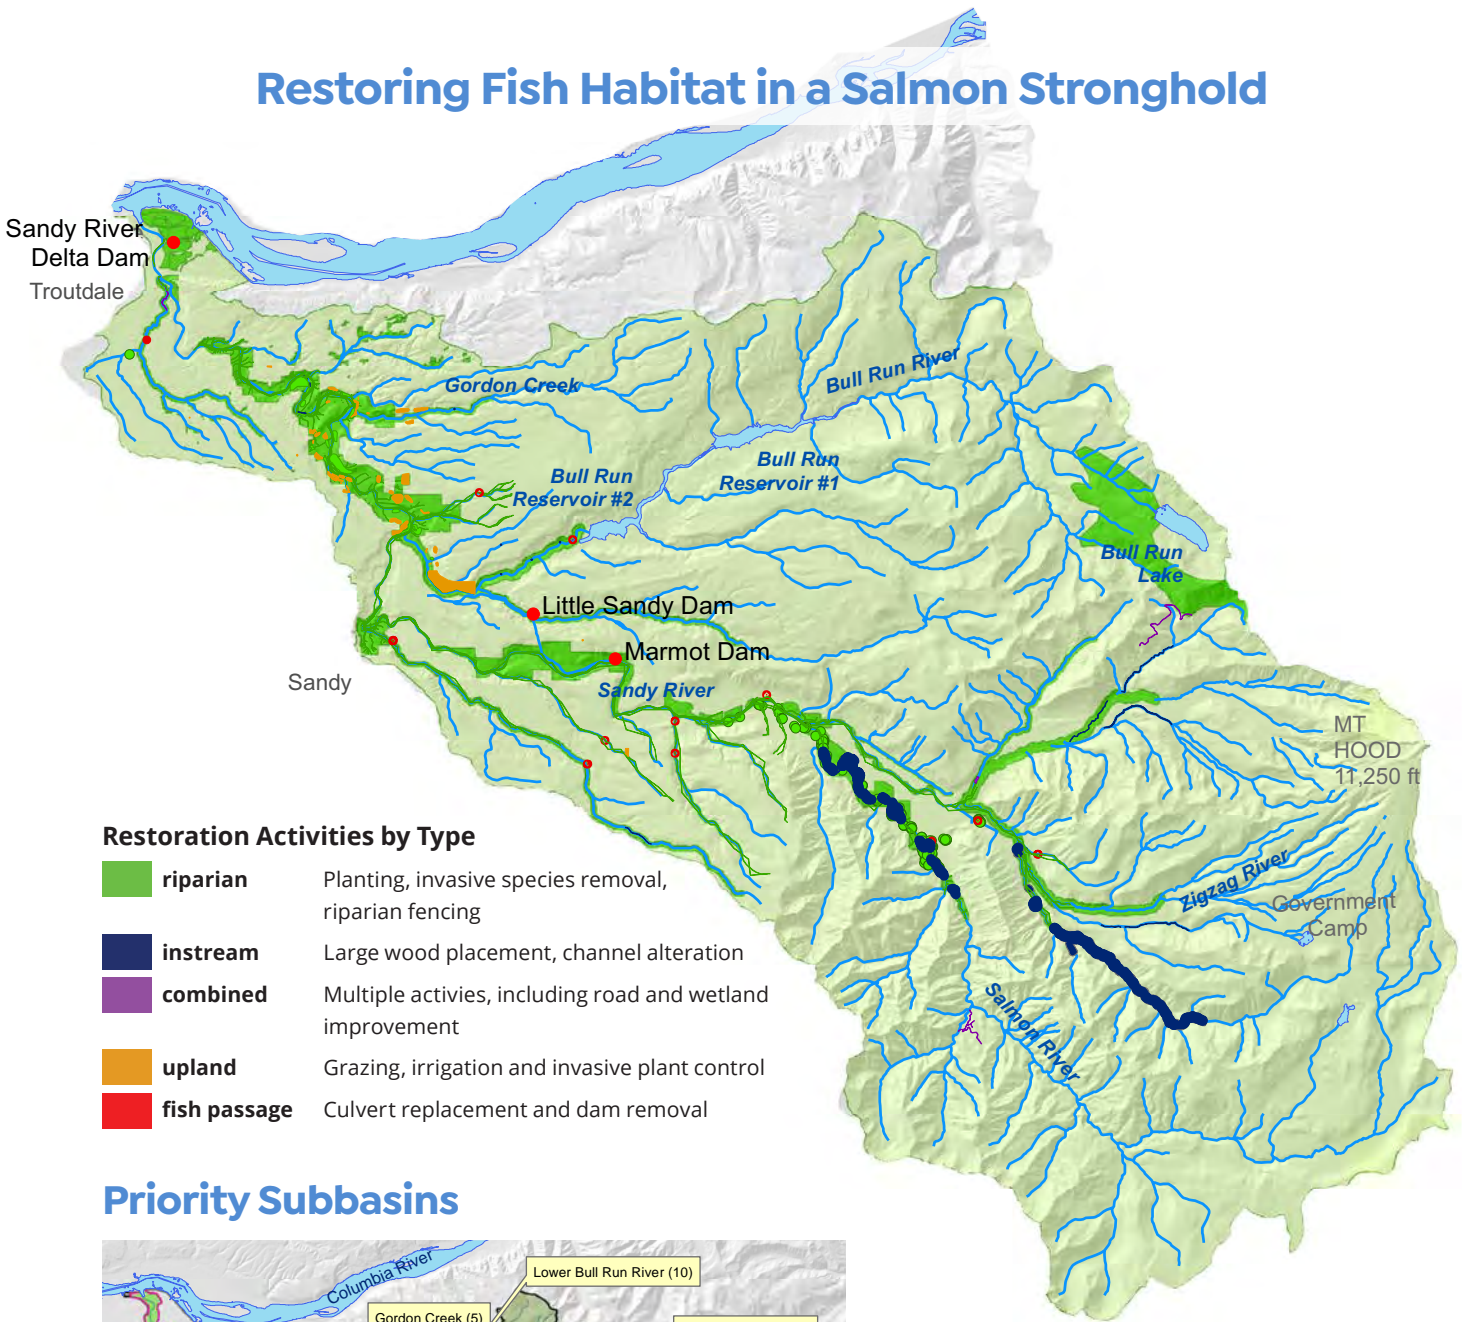 Restoring Fish Habitat in a Salmon Stronghold
Sandy River
Delta Dam
Troutdale
Gordon Creek
Bull Run River
Bull Run
Reservoir #1
Bull Run
Reservoir #2
Bull Run
Lake
Little Sandy Dam
Marmot Dam
Sandy River
Sandy
MT
HOOD
11,250 ft
Zigzag River
Government
Camp
Salmon River
Restoration Activities by Type
riparian Planting, invasive species removal,
riparian fencing
instream Large wood placement, channel alteration
combined Multiple activies, including road and wetland
improvement
upland Grazing, irrigation and invasive plant control
fish passage Culvert replacement and dam removal
Priority Subbasins
Columbia River
Lower Bull Run River (10)
Gordon Creek (5)